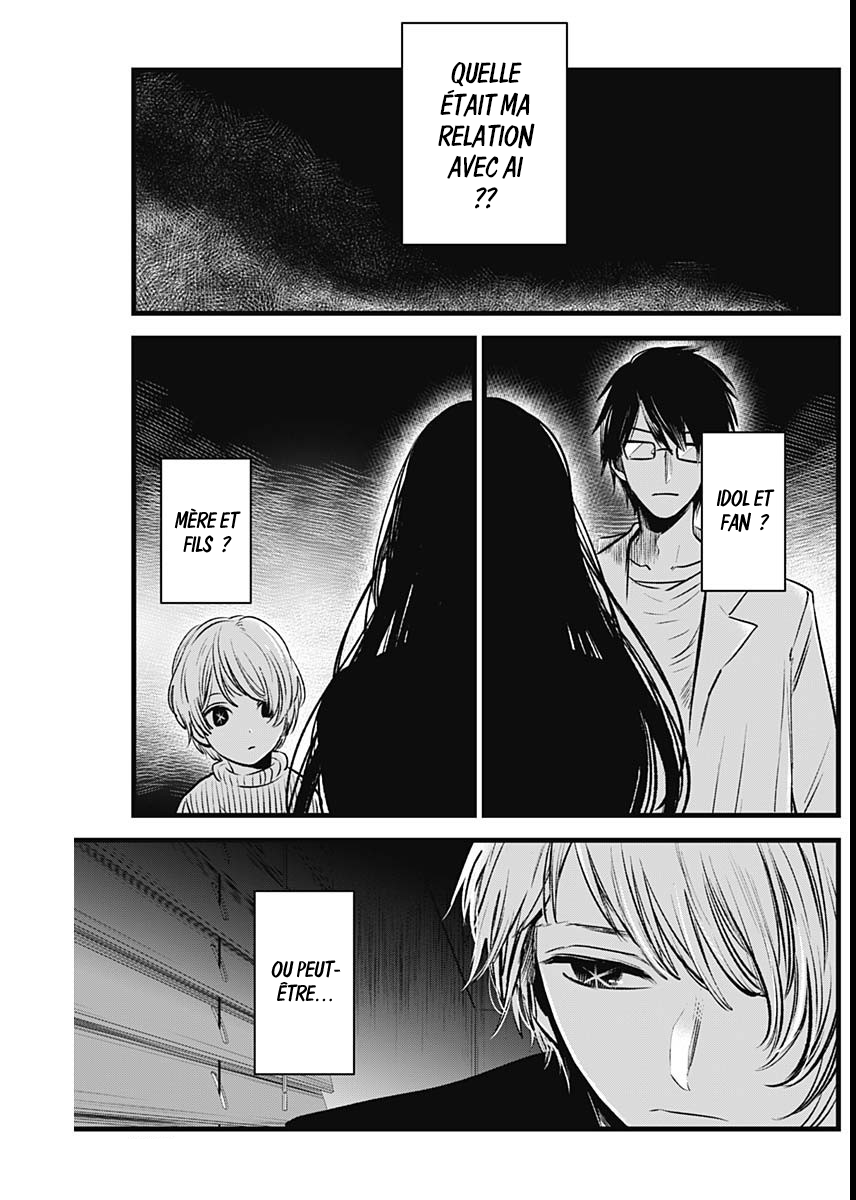 QUELLE
ÉTAIT MA
RELATION
AVEC AI
??
IDOL ET
FAN ?
MÈRE ET
FILS ?
OU PEUT-
ÊTRE...